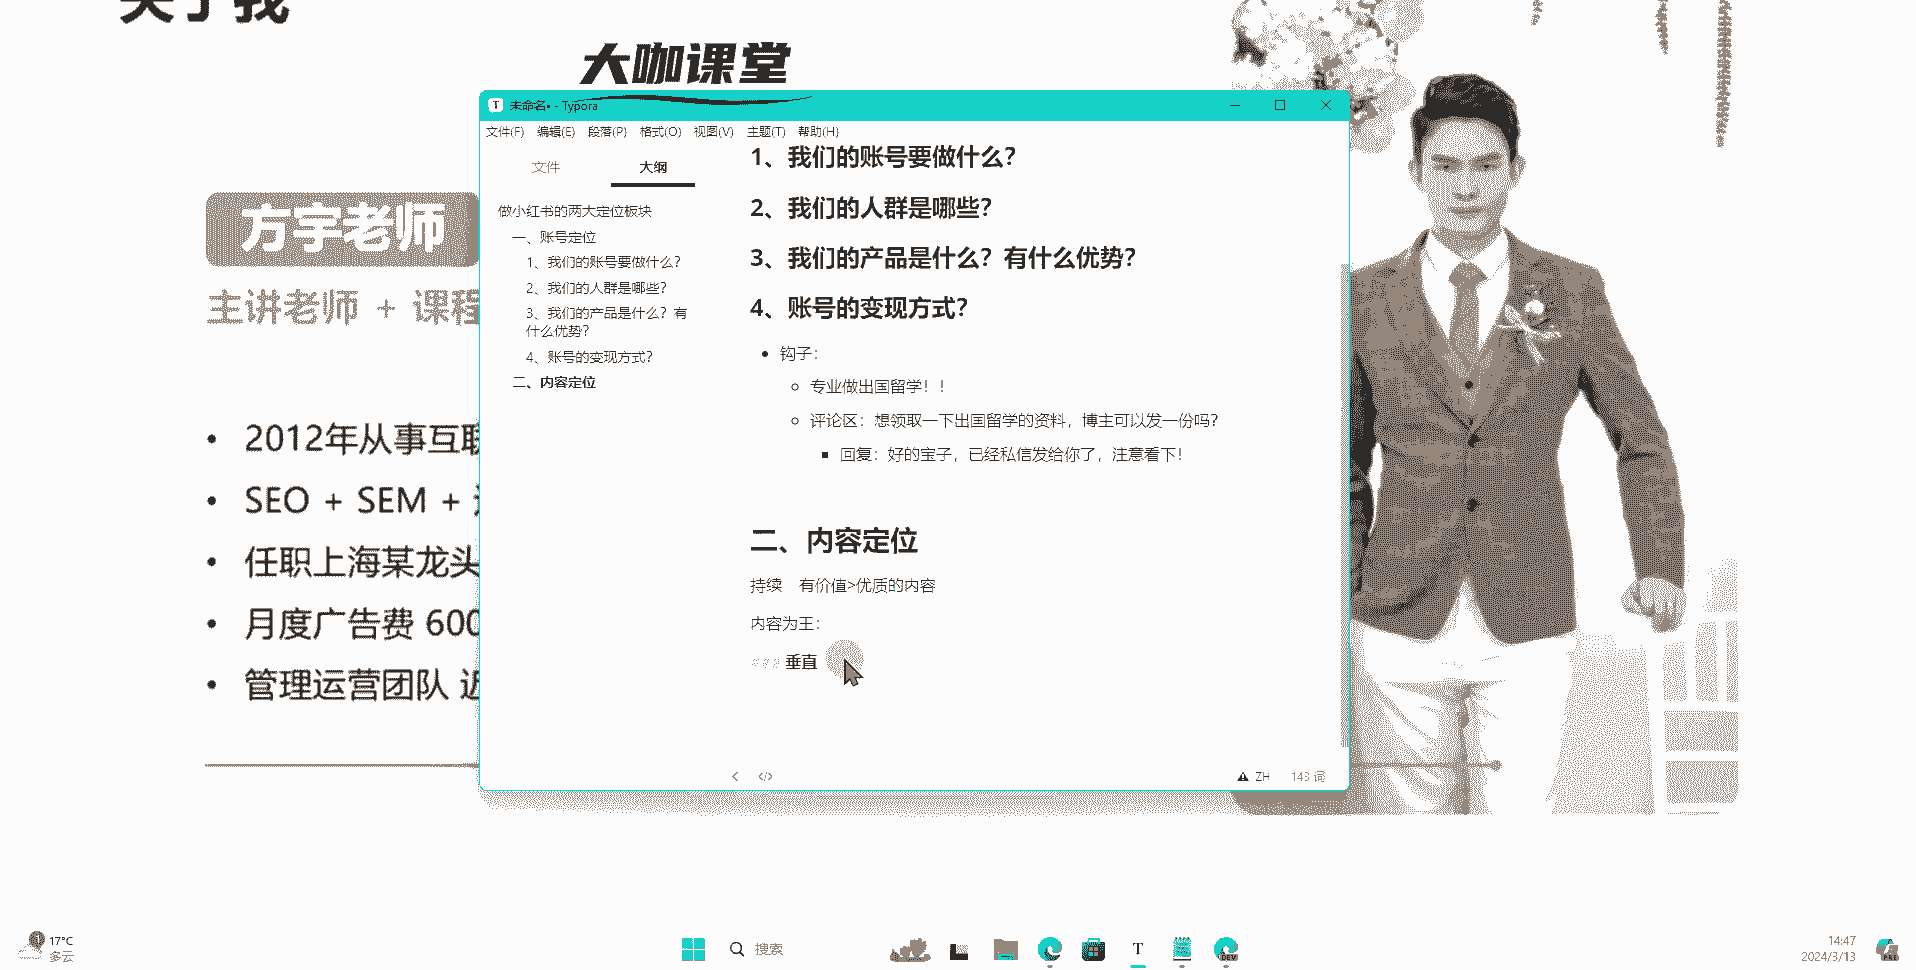 关于我
大咖课堂
未命名• - Typora
文件(F) 编辑(E) 段落(P) 格式(O) 视图(V) 主题(T) 帮助(H)
文件 大纲
做小红书的两大定位板块
一、账号定位
1、我们的账号要做什么？
2、我们的人群是哪些？
3、我们的产品是什么？有
什么优势？
4、账号的变现方式？
二、内容定位
1、我们的账号要做什么？
2、我们的人群是哪些？
3、我们的产品是什么？有什么优势？
4、账号的变现方式？
钩子：
专业做出国留学！！
评论区：想领取一下出国留学的资料，博主可以发一份吗？
回复：好的宝子，已经私信发给你了，注意看下！
二、内容定位
持续 有价值>优质的内容
内容为王：
### 垂直
ZH 143 词
方宇老师
主讲老师 + 课程
2012年从事互联
SEO + SEM +
任职上海某龙头
月度广告费 600
管理运营团队 近
17°C
多云
搜索
T
DEV
14:47
2024/3/13
PRE